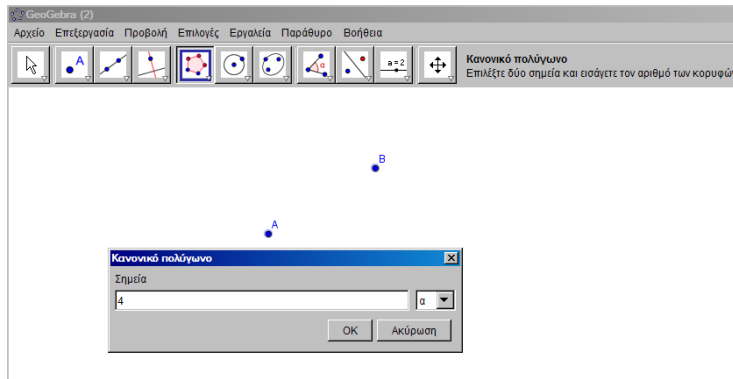 GeoGebra (2)
Αρχείο Επεξεργασία Προβολή Επιλογές Εργαλεία Παράθυρο Βοήθεια
A
α
a=2
Κανονικό πολύγωνο
Επιλέξτε δύο σημεία και εισάγετε τον αριθμό των κορυφώ
B
A
Κανονικό πολύγωνο
Σημεία
4
α
OK Ακύρωση